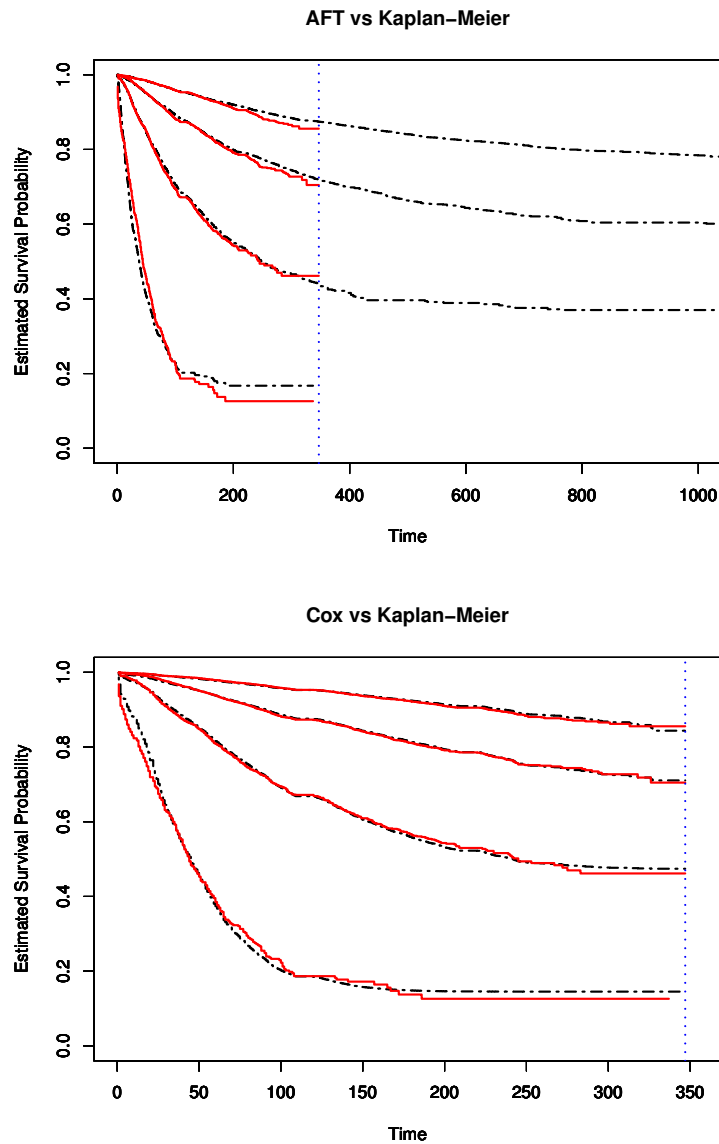 AFT vs Kaplan−Meier
Estimated Survival Probability
1.0
0.8
0.6
0.4
0.2
0.0
0 200 400 600 800 1000
Time
Cox vs Kaplan−Meier
Estimated Survival Probability
1.0
0.8
0.6
0.4
0.2
0.0
0 50 100 150 200 250 300 350
Time